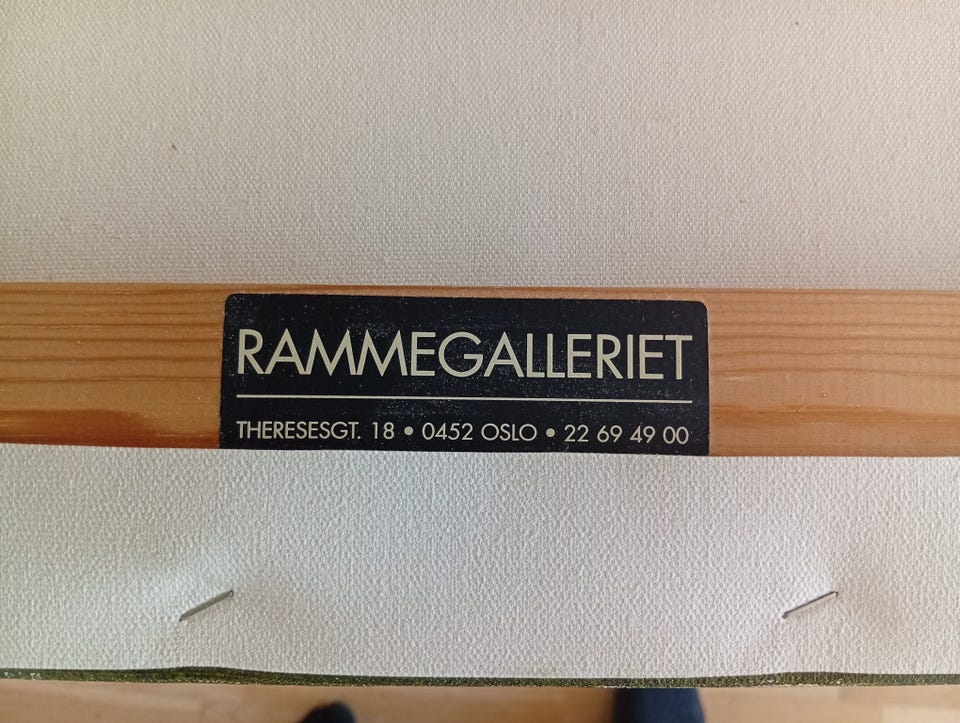 RAMMEGALLERIET
THERESESGT. 18 • 0452 OSLO • 22 69 49 00